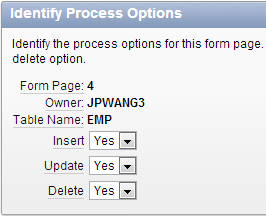 Identify Process Options
Identify the process options for this form page.
delete option.
Form Page: 4
Owner: JPWANG3
Table Name: EMP
Insert Yes
Update Yes
Delete Yes